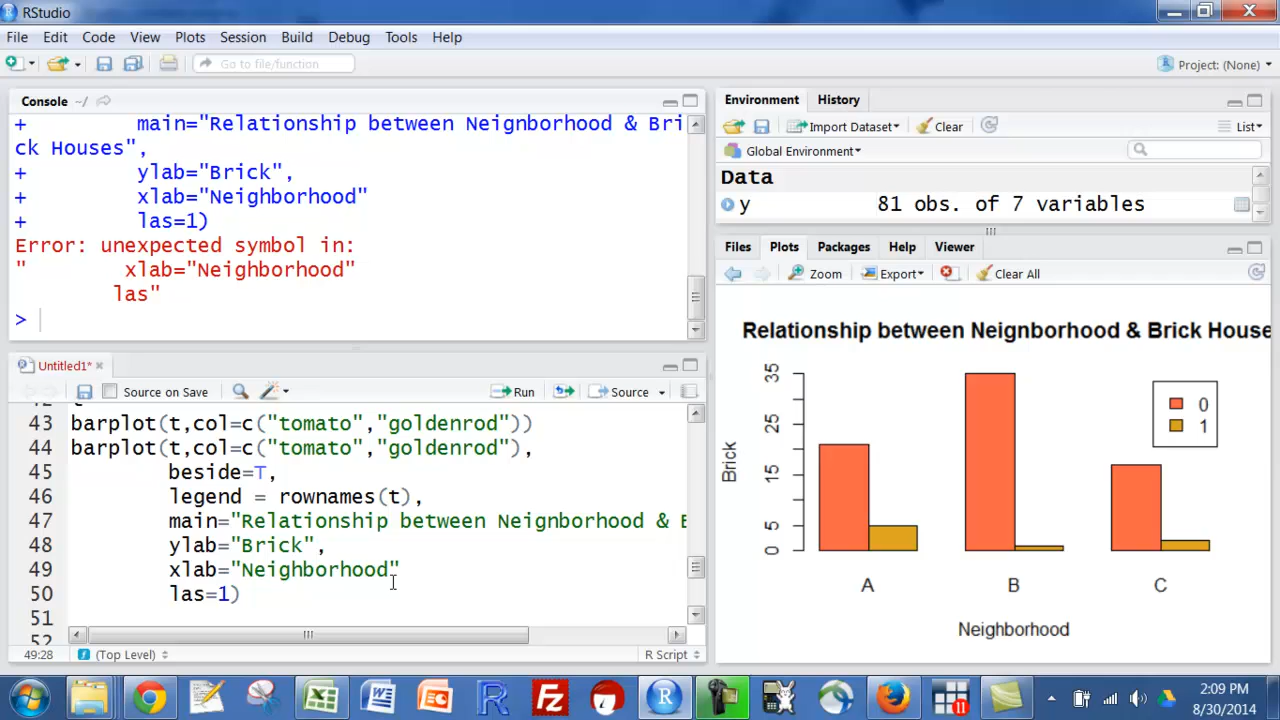 RStudio
File Edit Code View Plots Session Build Debug Tools Help
Go to file/function
Project: (None)
Console ~/
+ main="Relationship between Neignborhood & Bri
ck Houses",
+ ylab="Brick",
+ xlab="Neighborhood"
+ las=1)
Error: unexpected symbol in:
" xlab="Neighborhood"
las"
>
Untitled1*
Source on Save
Run
Source
43 barplot(t,col=c("tomato","goldenrod"))
44 barplot(t,col=c("tomato","goldenrod"),
45 beside=T,
46 legend = rownames(t),
47 main="Relationship between Neignborhood &
48 ylab="Brick",
49 xlab="Neighborhood"
50 las=1)
51
52
49:28 (Top Level) R Script
Environment History
Import Dataset Clear List
Global Environment
Data
y 81 obs. of 7 variables
Files Plots Packages Help Viewer
Zoom Export Clear All
Relationship between Neignborhood & Brick House
35
25
15
5
0
Brick
0
1
A B C
Neighborhood
11
2:09 PM
8/30/2014